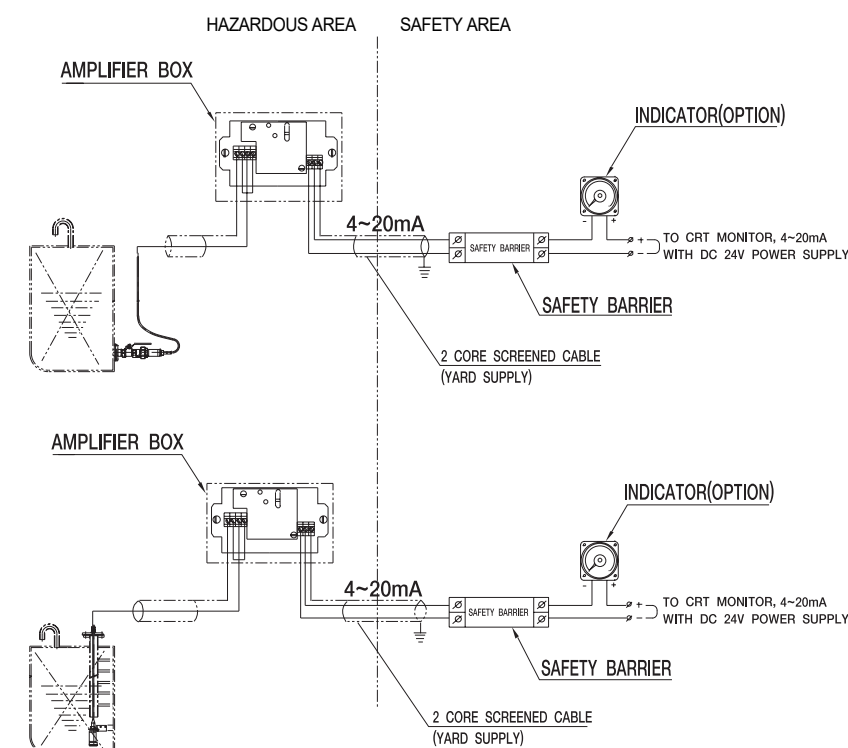 HAZARDOUS AREA
SAFETY AREA
AMPLIFIER BOX
INDICATOR(OPTION)
4~20mA
- +
SAFETY BARRIER
+ TO CRT MONITOR, 4~20mA
- WITH DC 24V POWER SUPPLY
SAFETY BARRIER
2 CORE SCREENED CABLE
(YARD SUPPLY)
AMPLIFIER BOX
INDICATOR(OPTION)
4~20mA
- +
SAFETY BARRIER
+ TO CRT MONITOR, 4~20mA
- WITH DC 24V POWER SUPPLY
SAFETY BARRIER
2 CORE SCREENED CABLE
(YARD SUPPLY)